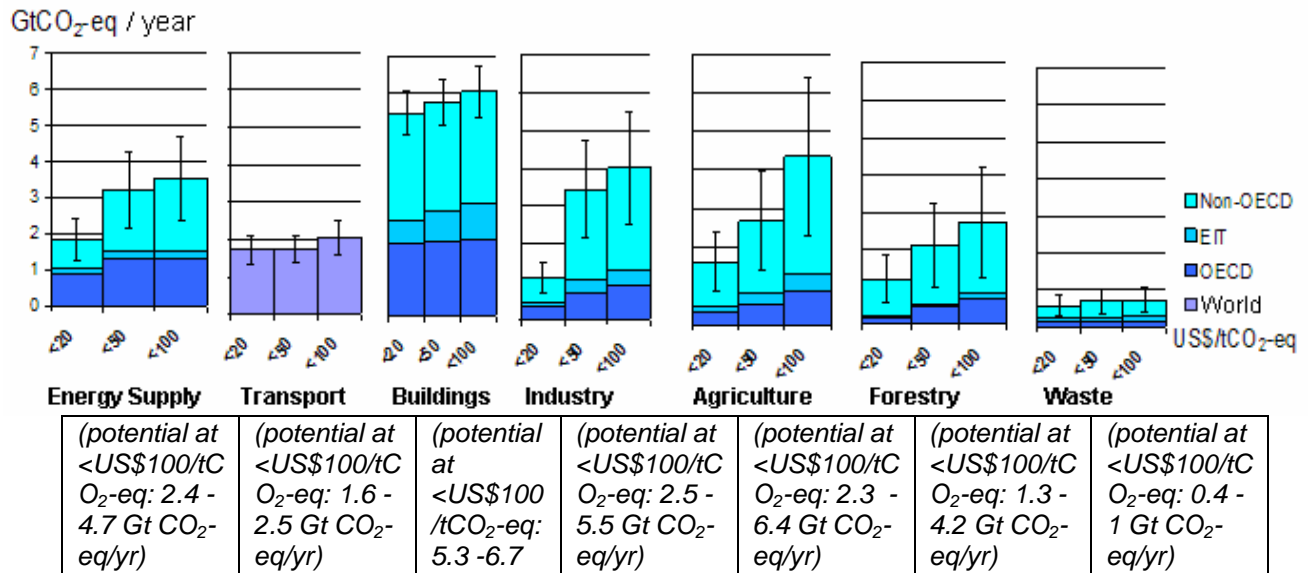 GtCO₂-eq / year
7
6
5
4
3
2
1
0
<20 <50 <100
<20 <50 <100
<20 <50 <100
<20 <50 <100
<20 <50 <100
<20 <50 <100
<20 <50 <100
Non-OECD
EIT
OECD
World
US$/tCO₂-eq
Energy Supply Transport Buildings Industry Agriculture Forestry Waste
(potential at
<US$100/tC
O₂-eq: 2.4 -
4.7 Gt CO₂-
eq/yr)
(potential at
<US$100/tC
O₂-eq: 1.6 -
2.5 Gt CO₂-
eq/yr)
(potential
at
<US$100
/tCO₂-eq:
5.3 -6.7
(potential at
<US$100/tC
O₂-eq: 2.5 -
5.5 Gt CO₂-
eq/yr)
(potential at
<US$100/tC
O₂-eq: 2.3 -
6.4 Gt CO₂-
eq/yr)
(potential at
<US$100/tC
O₂-eq: 1.3 -
4.2 Gt CO₂-
eq/yr)
(potential at
<US$100/tC
O₂-eq: 0.4 -
1 Gt CO₂-
eq/yr)